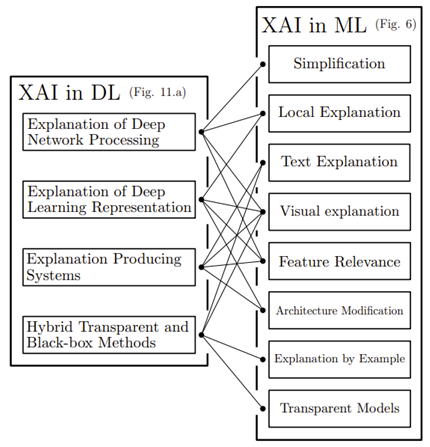 XAI in DL (Fig. 11.a)
Explanation of Deep
Network Processing
Explanation of Deep
Learning Representation
Explanation Producing
Systems
Hybrid Transparent and
Black-box Methods
XAI in ML (Fig. 6)
Simplification
Local Explanation
Text Explanation
Visual explanation
Feature Relevance
Architecture Modification
Explanation by Example
Transparent Models